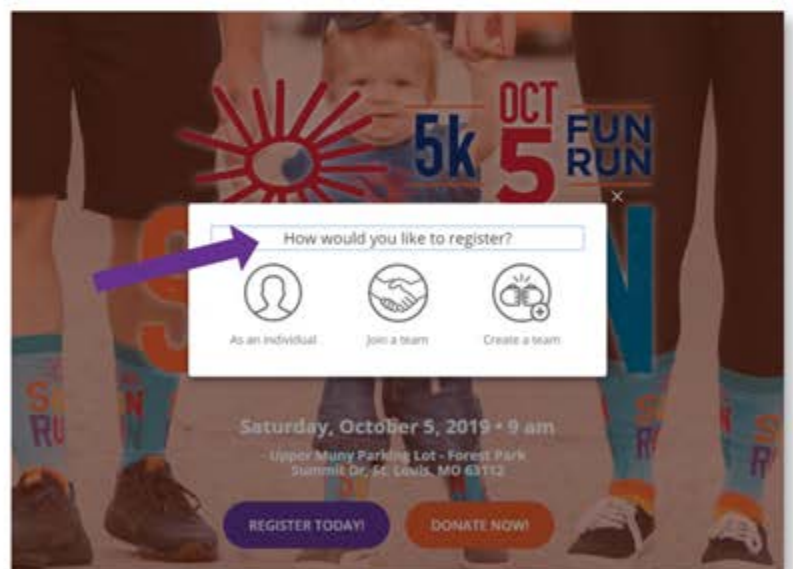 5k
OCT
5
FUN
RUN
×
How would you like to register?
As an individual
Join a team
Create a team
Saturday, October 5, 2019 • 9 am
Upper Muny Parking Lot - Forest Park
Summit Dr, St. Louis, MO 63112
REGISTER TODAY!
DONATE NOW!